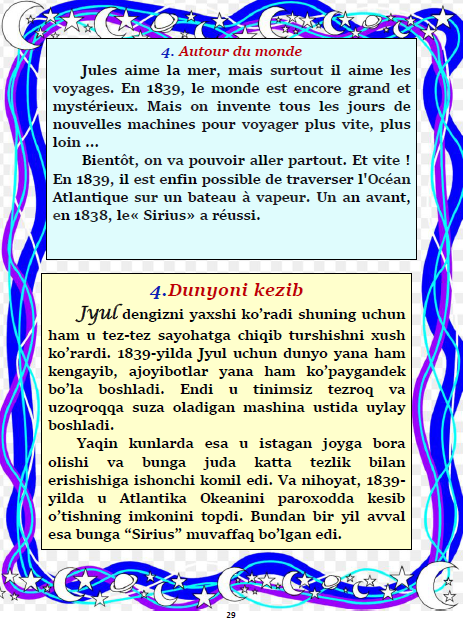 4. Autour du monde
Jules aime la mer, mais surtout il aime les
voyages. En 1839, le monde est encore grand et
mystérieux. Mais on invente tous les jours de
nouvelles machines pour voyager plus vite, plus
loin ...
Bientôt, on va pouvoir aller partout. Et vite !
En 1839, il est enfin possible de traverser l'Océan
Atlantique sur un bateau à vapeur. Un an avant,
en 1838, le« Sirius» a réussi.
4.Dunyoni kezib
Jyul dengizni yaxshi ko’radi shuning uchun
ham u tez-tez sayohatga chiqib turshishni xush
ko’rardi. 1839-yilda Jyul uchun dunyo yana ham
kengayib, ajoyibotlar yana ham ko’paygandek
bo’la boshladi. Endi u tinimsiz tezroq va
uzoqroqqa suza oladigan mashina ustida uylay
boshladi.
Yaqin kunlarda esa u istagan joyga bora
olishi va bunga juda katta tezlik bilan
erishishiga ishonchi komil edi. Va nihoyat, 1839-
yilda u Atlantika Okeanini paroxodda kesib
o’tishning imkonini topdi. Bundan bir yil avval
esa bunga “Sirius” muvaffaq bo’lgan edi.
29